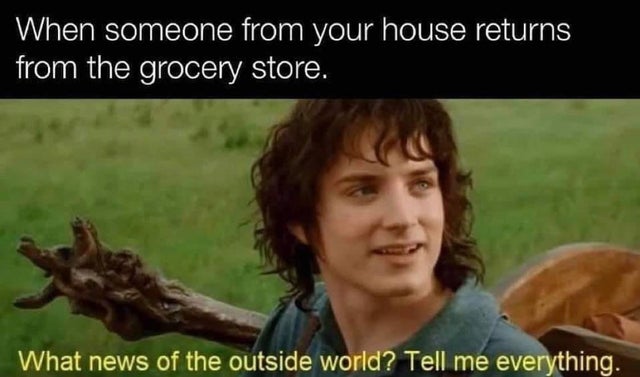 When someone from your house returns
from the grocery store.
What news of the outside world? Tell me everything.